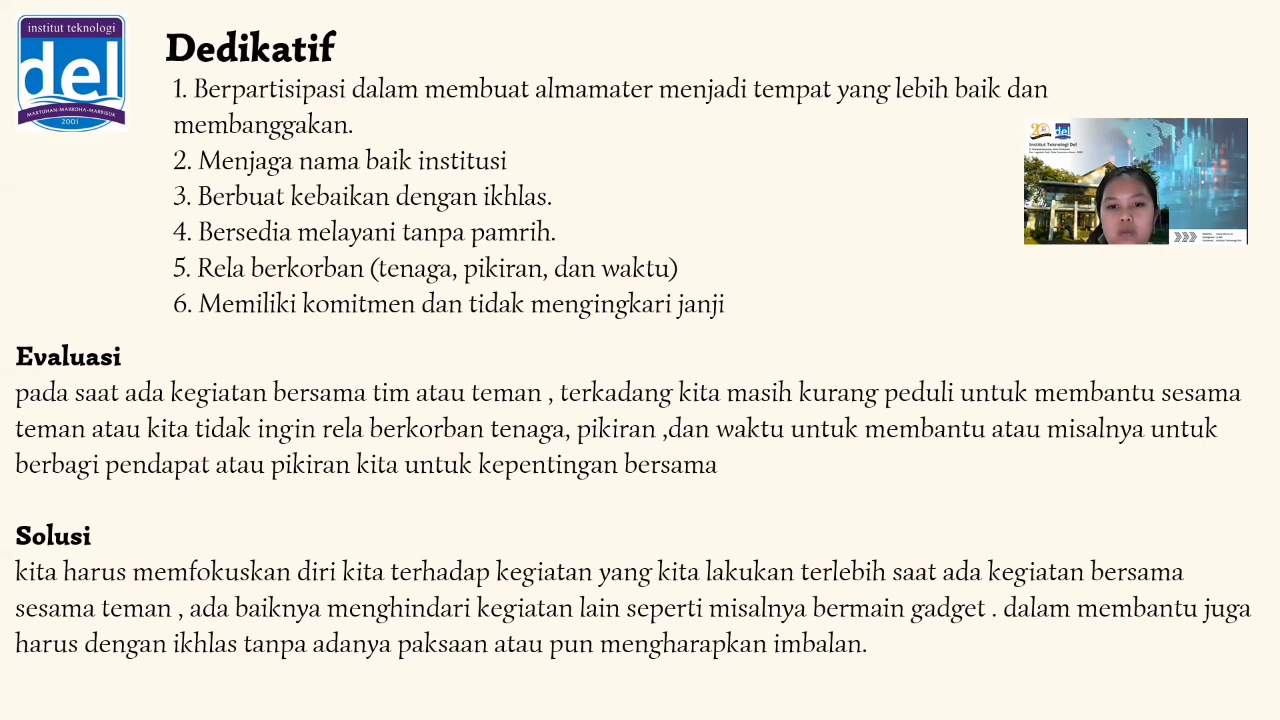 institut teknologi
del
MARTUHAN-MARROHA-MARBISUK
2001
Dedikatif
1. Berpartisipasi dalam membuat almamater menjadi tempat yang lebih baik dan
membanggakan.
2. Menjaga nama baik institusi
3. Berbuat kebaikan dengan ikhlas.
4. Bersedia melayani tanpa pamrih.
5. Rela berkorban (tenaga, pikiran, dan waktu)
6. Memiliki komitmen dan tidak mengingkari janji
20
del
Institut Teknologi Del
Evaluasi
pada saat ada kegiatan bersama tim atau teman , terkadang kita masih kurang peduli untuk membantu sesama
teman atau kita tidak ingin rela berkorban tenaga, pikiran ,dan waktu untuk membantu atau misalnya untuk
berbagi pendapat atau pikiran kita untuk kepentingan bersama
Solusi
kita harus memfokuskan diri kita terhadap kegiatan yang kita lakukan terlebih saat ada kegiatan bersama
sesama teman , ada baiknya menghindari kegiatan lain seperti misalnya bermain gadget . dalam membantu juga
harus dengan ikhlas tanpa adanya paksaan atau pun mengharapkan imbalan.